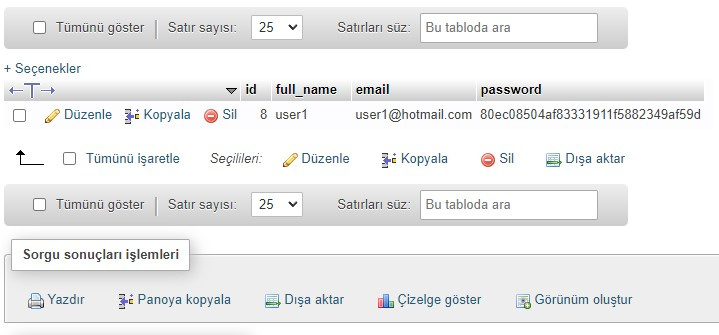 Tümünü göster Satır sayısı: 25 Satırları süz: Bu tabloda ara
+ Seçenekler
←T→ id full_name email password
Düzenle Kopyala Sil 8 user1 user1@hotmail.com 80ec08504af83331911f5882349af59d
Tümünü işaretle Seçilileri: Düzenle Kopyala Sil Dışa aktar
Tümünü göster Satır sayısı: 25 Satırları süz: Bu tabloda ara
Sorgu sonuçları işlemleri
Yazdır Panoya kopyala Dışa aktar Çizelge göster Görünüm oluştur